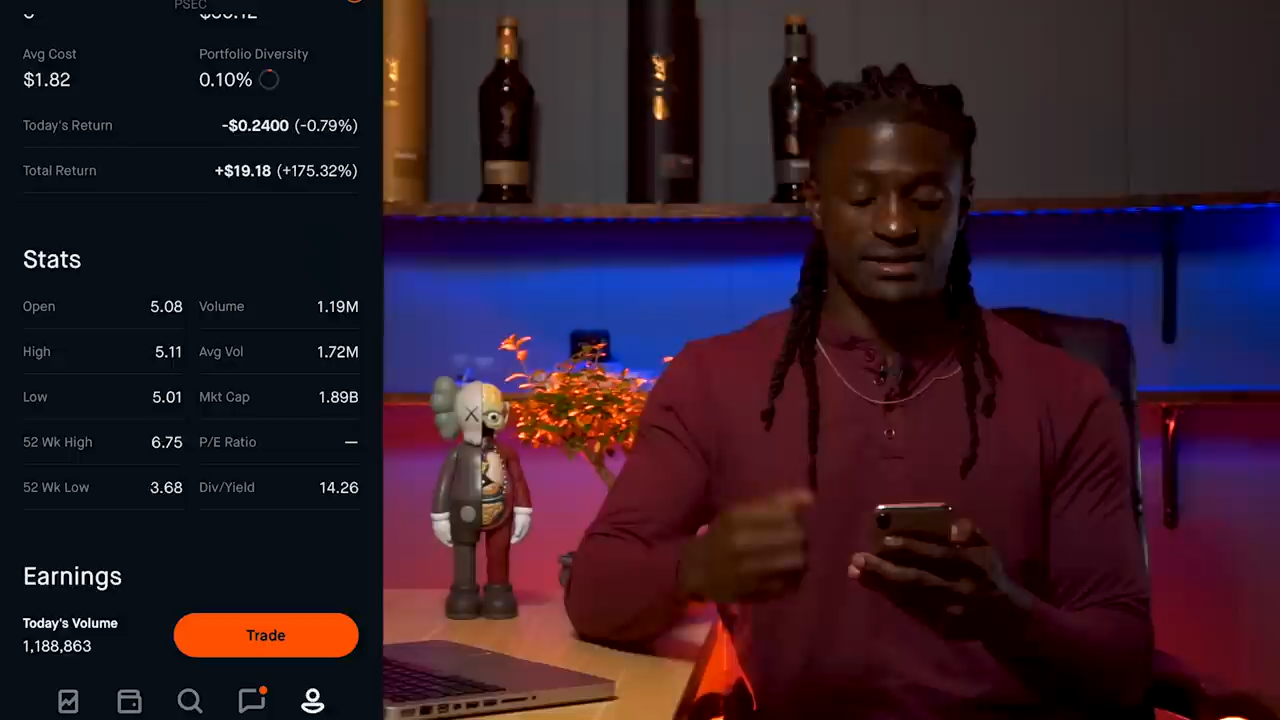 PSEC
Avg Cost Portfolio Diversity
$1.82 0.10%
Today's Return -$0.2400 (-0.79%)
Total Return +$19.18 (+175.32%)
Stats
Open 5.08 Volume 1.19M
High 5.11 Avg Vol 1.72M
Low 5.01 Mkt Cap 1.89B
52 Wk High 6.75 P/E Ratio —
52 Wk Low 3.68 Div/Yield 14.26
Earnings
Today's Volume
1,188,863
Trade